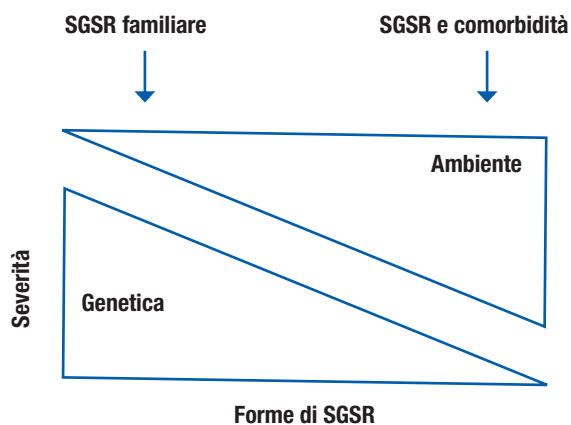 SGSR familiare
SGSR e comorbidità
Ambiente
Severità
Genetica
Forme di SGSR